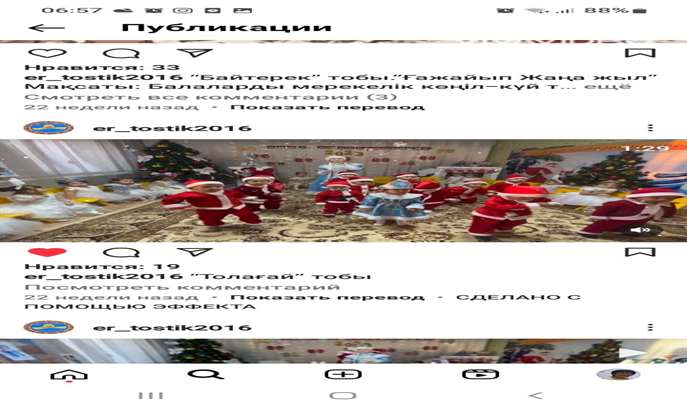 06:57
88%
Публикации
Нравится: 33
er_tostik2016 “Байтерек” тобы.“Ғажайып Жаңа жыл”
Мақсаты: Балаларды мерекелік көңіл-күй т... ещё
Смотреть все комментарии (3)
22 недели назад • Показать перевод
er_tostik2016
1:29
Нравится: 19
er_tostik2016 “Толағай” тобы
Посмотреть комментарий
22 недели назад • Показать перевод • СДЕЛАНО С
ПОМОЩЬЮ ЭФФЕКТА
er_tostik2016